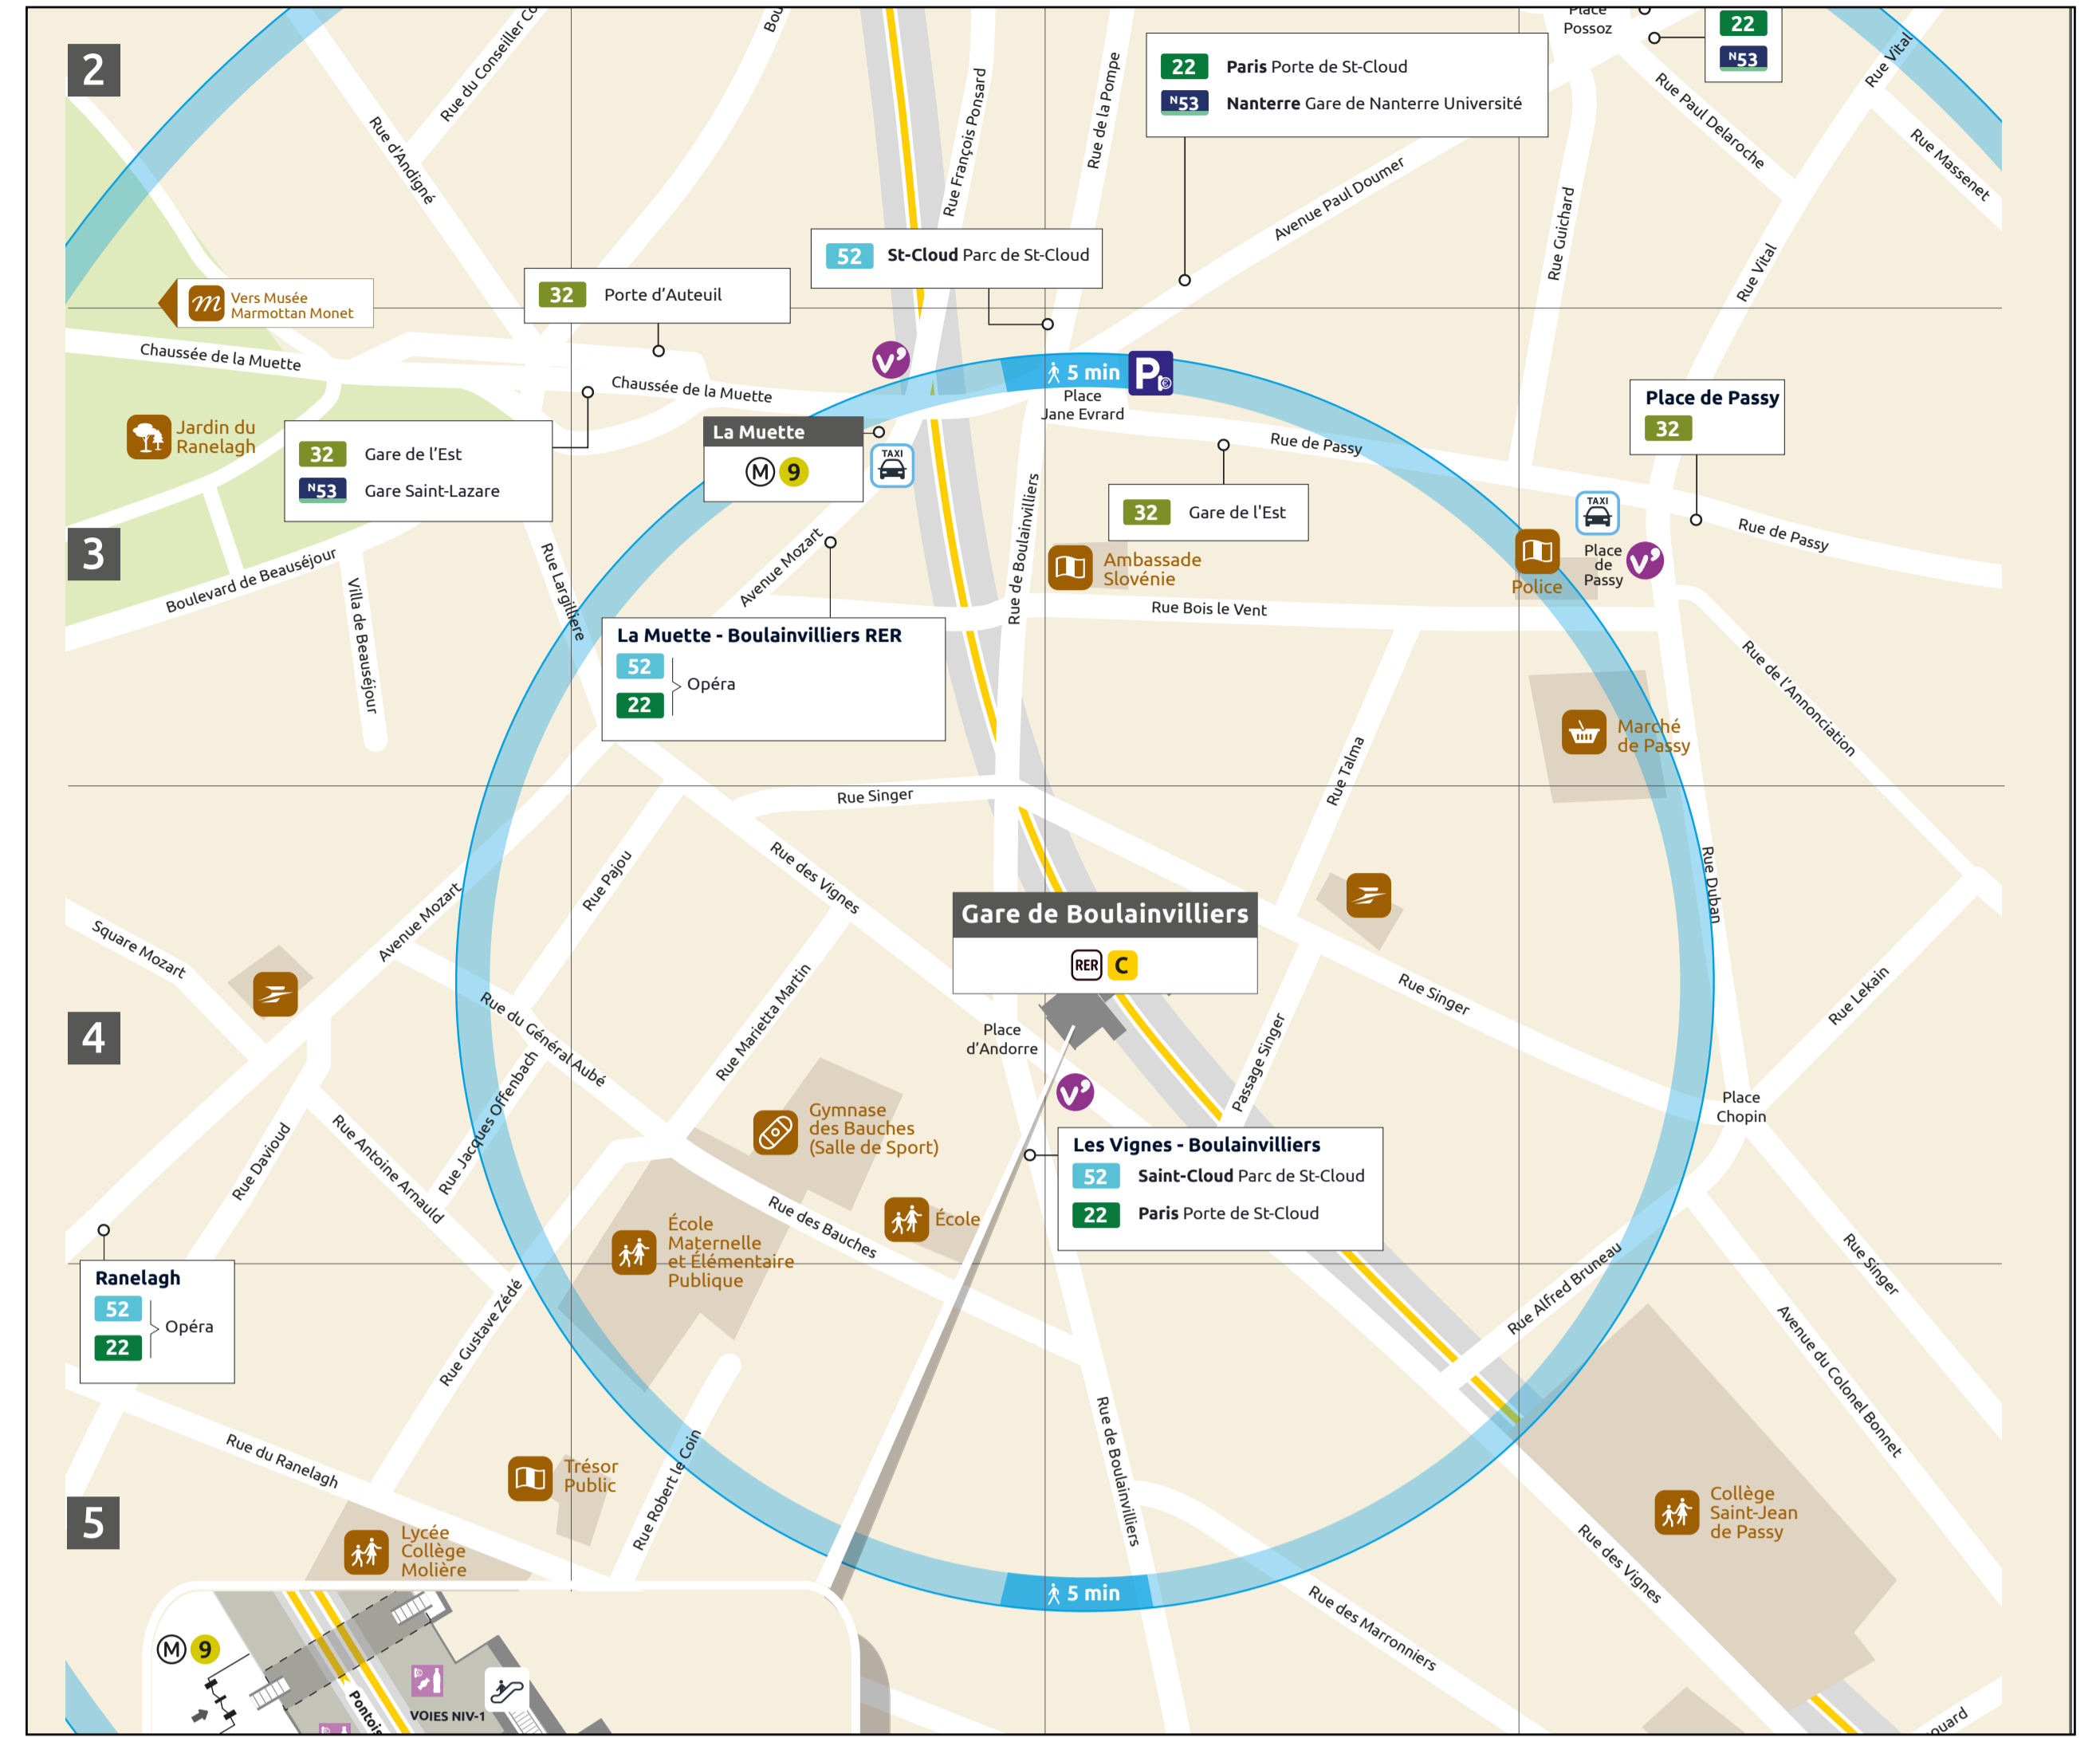 2
Rue du Conseiller Co
Rue d'Andigné
Bou
Rue François Ponsard
Rue de la Pompe
22 Paris Porte de St-Cloud
N53 Nanterre Gare de Nanterre Université
Place
Possoz
22
N53
Rue Vital
Rue Paul Delaroche
Rue Massenet
Avenue Paul Doumer
Rue Guichard
Rue Vital
52 St-Cloud Parc de St-Cloud
32 Porte d’Auteuil
m Vers Musée
Marmottan Monet
Chaussée de la Muette
Chaussée de la Muette
V'
5 min
P
Place
Jane Evrard
Place de Passy
32
Jardin du
Ranelagh
32 Gare de l’Est
N53 Gare Saint-Lazare
La Muette
M 9
TAXI
Rue de Passy
32 Gare de l'Est
TAXI
Rue de Passy
3
Boulevard de Beauséjour
Villa de Beauséjour
Rue Largillière
Avenue Mozart
Rue de Boulainvilliers
Ambassade
Slovénie
Police
Place
de
Passy
V'
Rue Bois le Vent
La Muette - Boulainvilliers RER
52
22
Opéra
Rue de l'Annonciation
Marché
de Passy
Rue Talma
Rue Singer
Rue Pajou
Rue des Vignes
Avenue Mozart
Square Mozart
Gare de Boulainvilliers
RER C
Rue Duban
Rue Singer
Rue Lekain
4
Rue du Général Aubé
Rue Marietta Martin
Place
d’Andorre
Passage Singer
V'
Rue Jacques Offenbach
Rue Davioud
Rue Antoine Arnauld
Gymnase
des Bauches
(Salle de Sport)
Place
Chopin
Les Vignes - Boulainvilliers
52 Saint-Cloud Parc de St-Cloud
22 Paris Porte de St-Cloud
École
Maternelle
et Élémentaire
Publique
Rue des Bauches
École
Rue Singer
Ranelagh
52
22
Opéra
Rue Gustave Zédé
Rue Alfred Bruneau
Avenue du Colonel Bonnet
Rue du Ranelagh
Trésor
Public
Rue Robert le Coin
Rue de Boulainvilliers
5
Lycée
Collège
Molière
Collège
Saint-Jean
de Passy
Rue des Vignes
5 min
Rue des Marronniers
M 9
Pontois
VOIES NIV-1
ouard